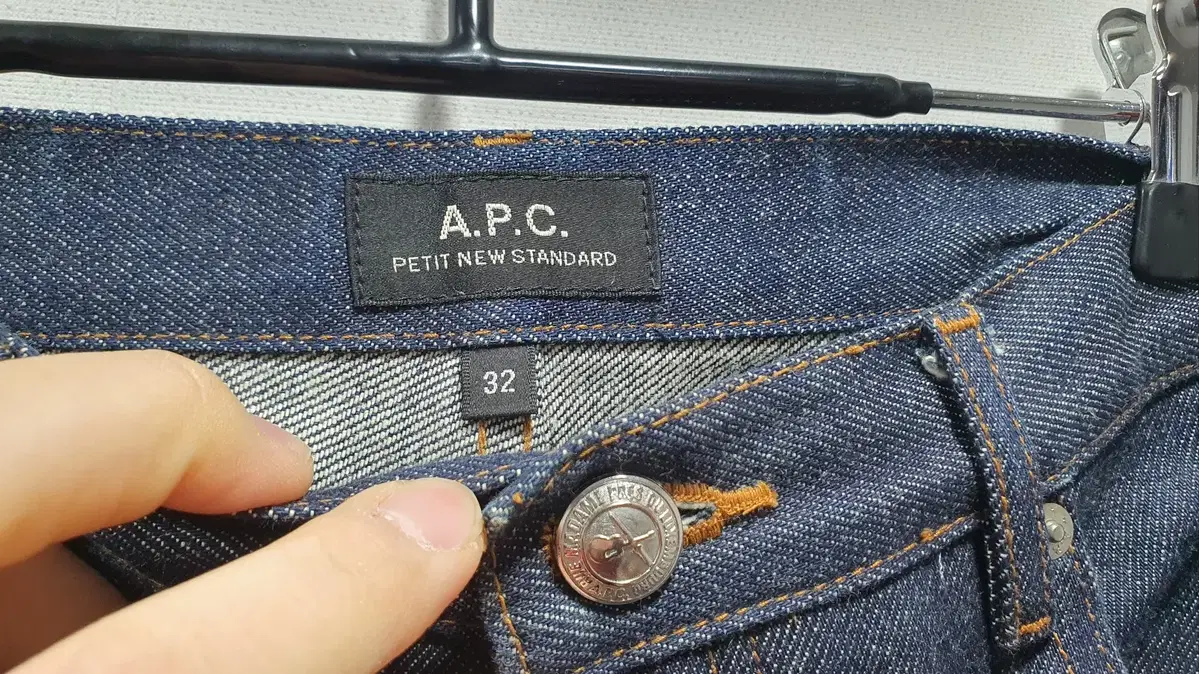 A.P.C.
PETIT NEW STANDARD
32